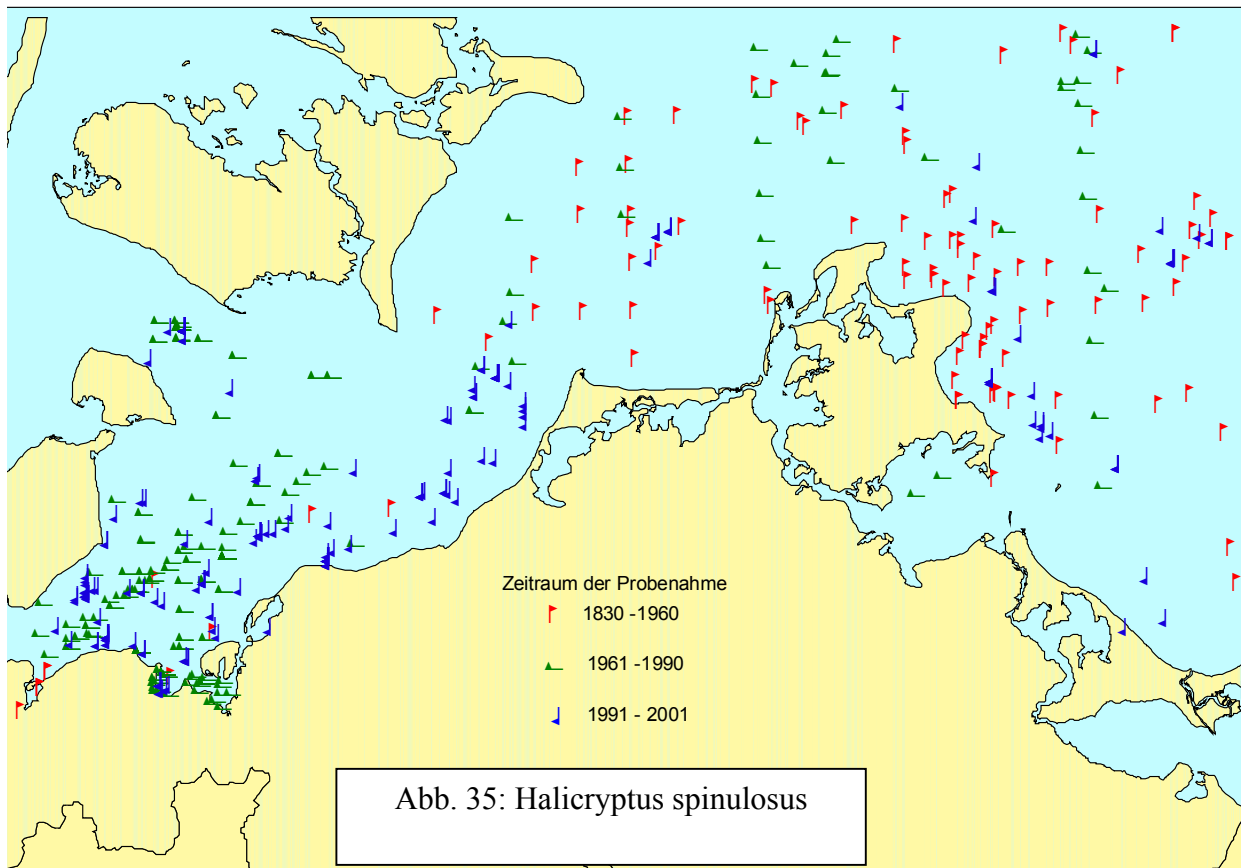 Zeitraum der Probenahme
1830 -1960
1961 -1990
1991 - 2001
Abb. 35: Halicryptus spinulosus